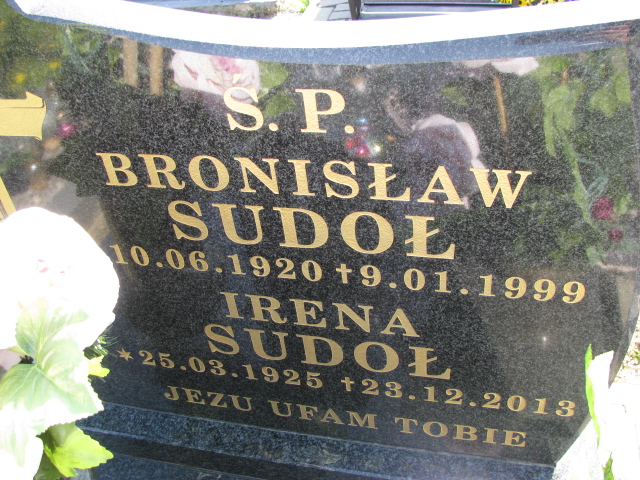 Ś.P.
BRONISŁAW
SUDOŁ
10.06.1920 †9.01.1999
IRENA
SUDOŁ
*25.03.1925 †23.12.2013
JEZU UFAM TOBIE